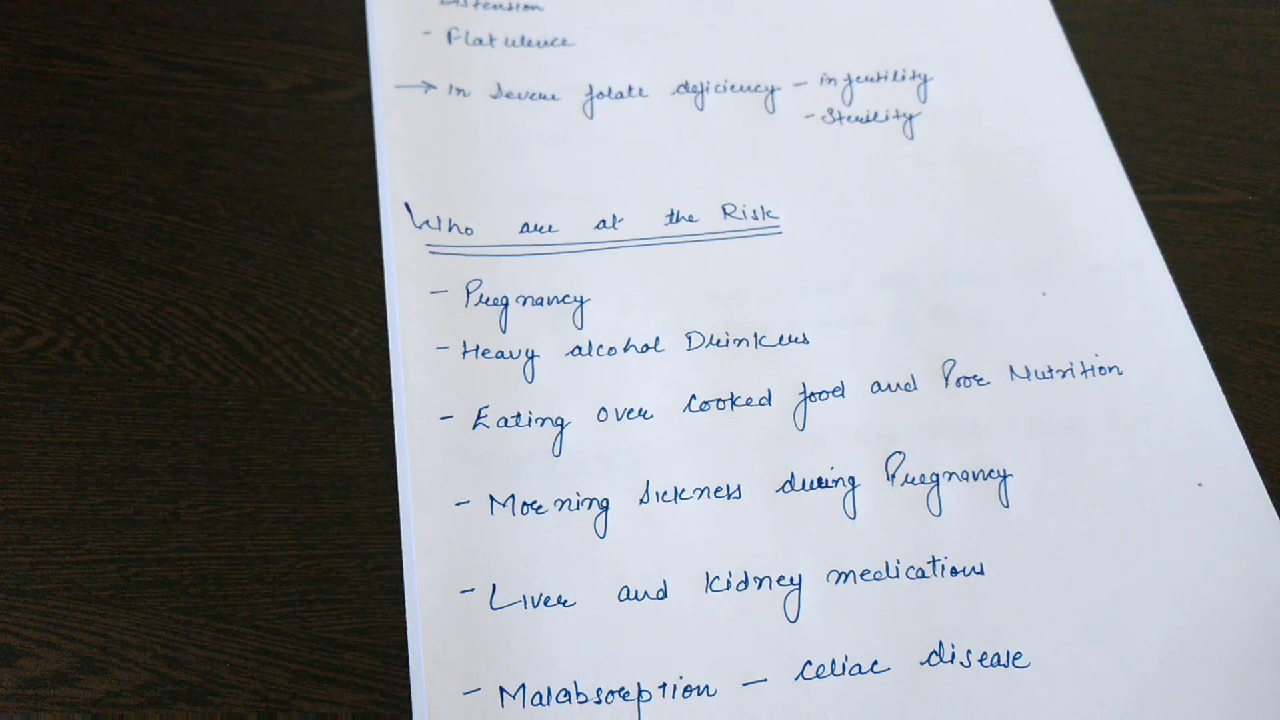 Distension
- Flatulence
→ In severe folate deficiency - infertility
- Sterility
Who are at the Risk
- Pregnancy
- Heavy alcohol Drinkers
- Eating over cooked food and Poor Nutrition
- Morning Sickness during Pregnancy
- Liver and kidney medications
- Malabsorption - celiac disease